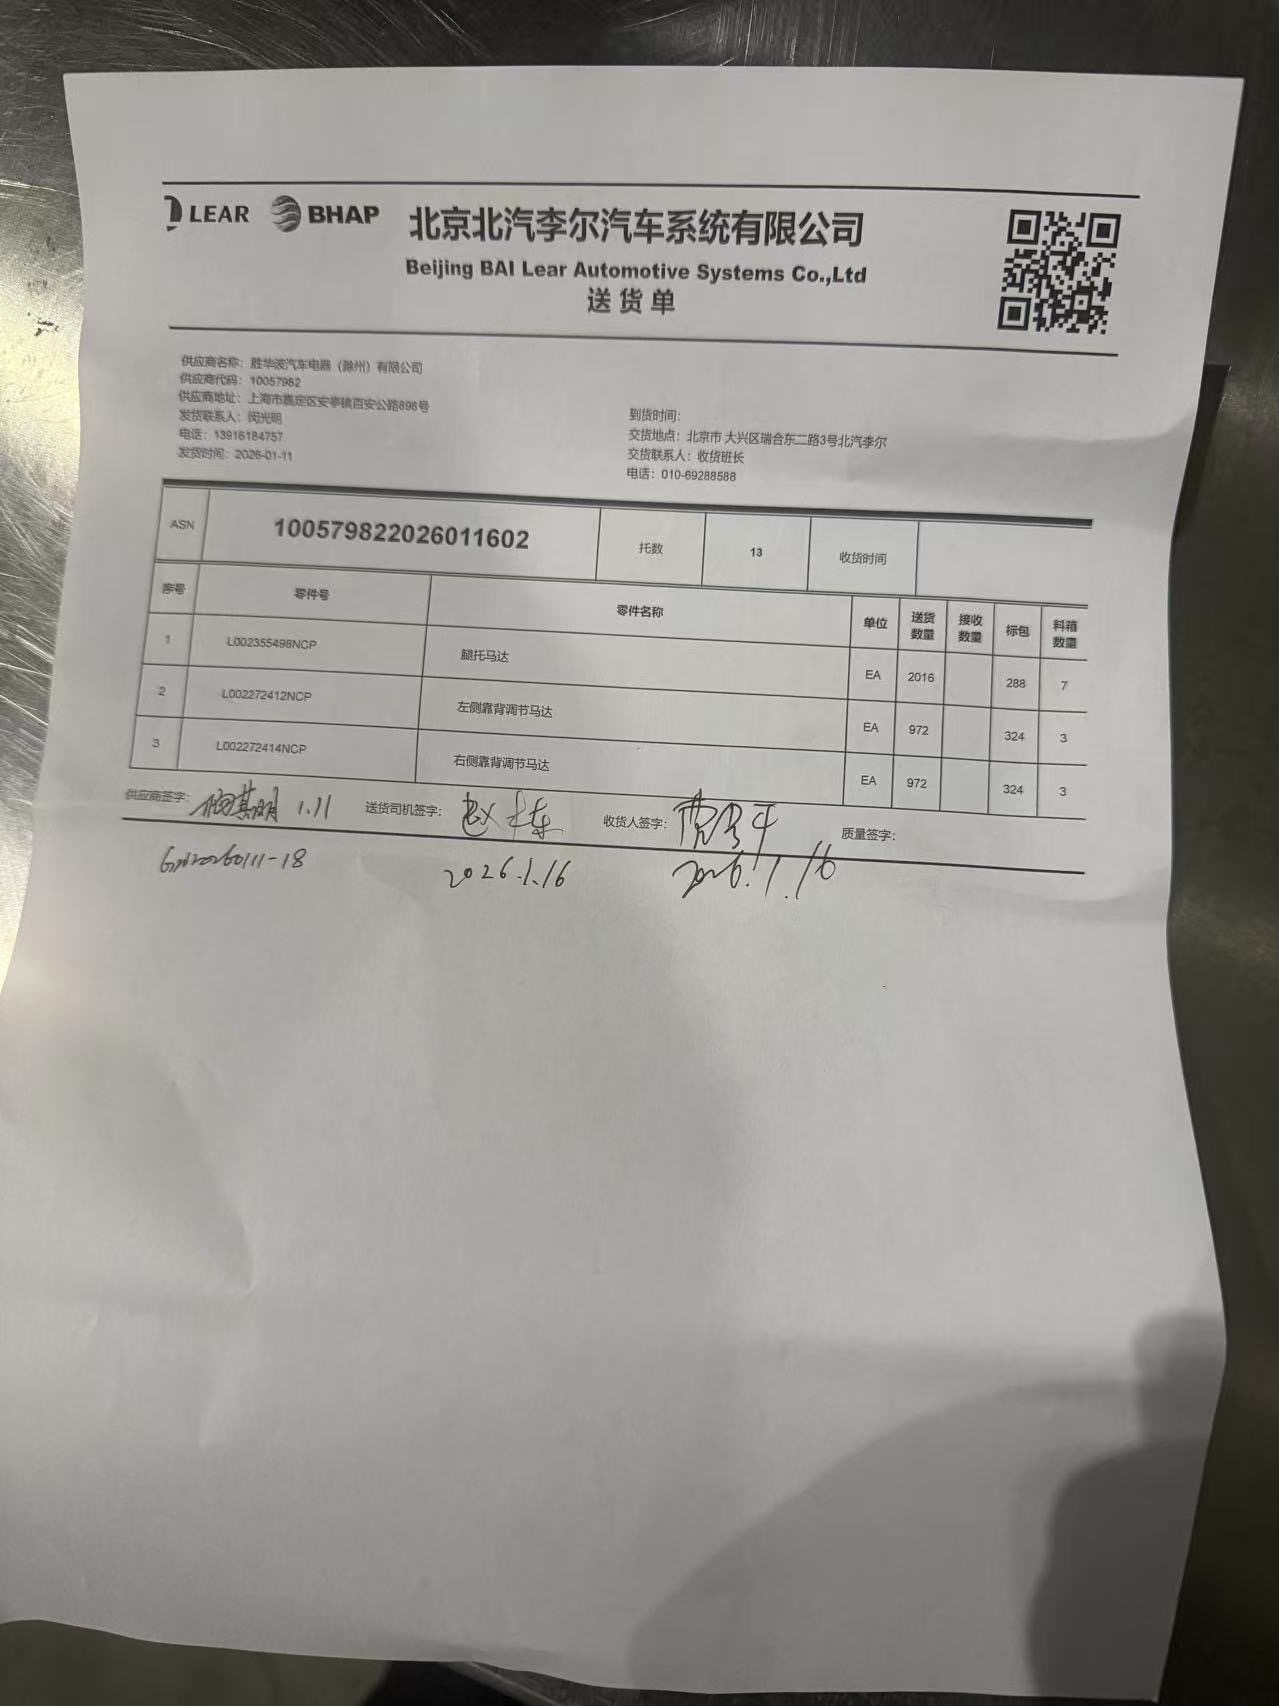 LEAR BHAP 北京北汽李尔汽车系统有限公司
Beijing BAI Lear Automotive Systems Co.,Ltd
送货单
供应商名称：胜华波汽车电器（滁州）有限公司
供应商代码：10057982
供应商地址：上海市嘉定区安亭镇百安公路898号
发货联系人：闵光明
电话：13916184757
发货时间：2026-01-11
到货时间：
交货地点：北京市 大兴区瑞合东二路3号北汽李尔
交货联系人：收货班长
电话：010-69288588
ASN 100579822026011602 托数 13 收货时间
序号 零件号 零件名称 单位 送货数量 接收数量 标包 料箱数量
1 L002355498NCP 腿托马达 EA 2016 288 7
2 L002272412NCP 左侧靠背调节马达 EA 972 324 3
3 L002272414NCP 右侧靠背调节马达 EA 972 324 3
供应商签字： 1.11 送货司机签字： 赵 收货人签字： 质量签字：
2026.1.16 2026.1.16